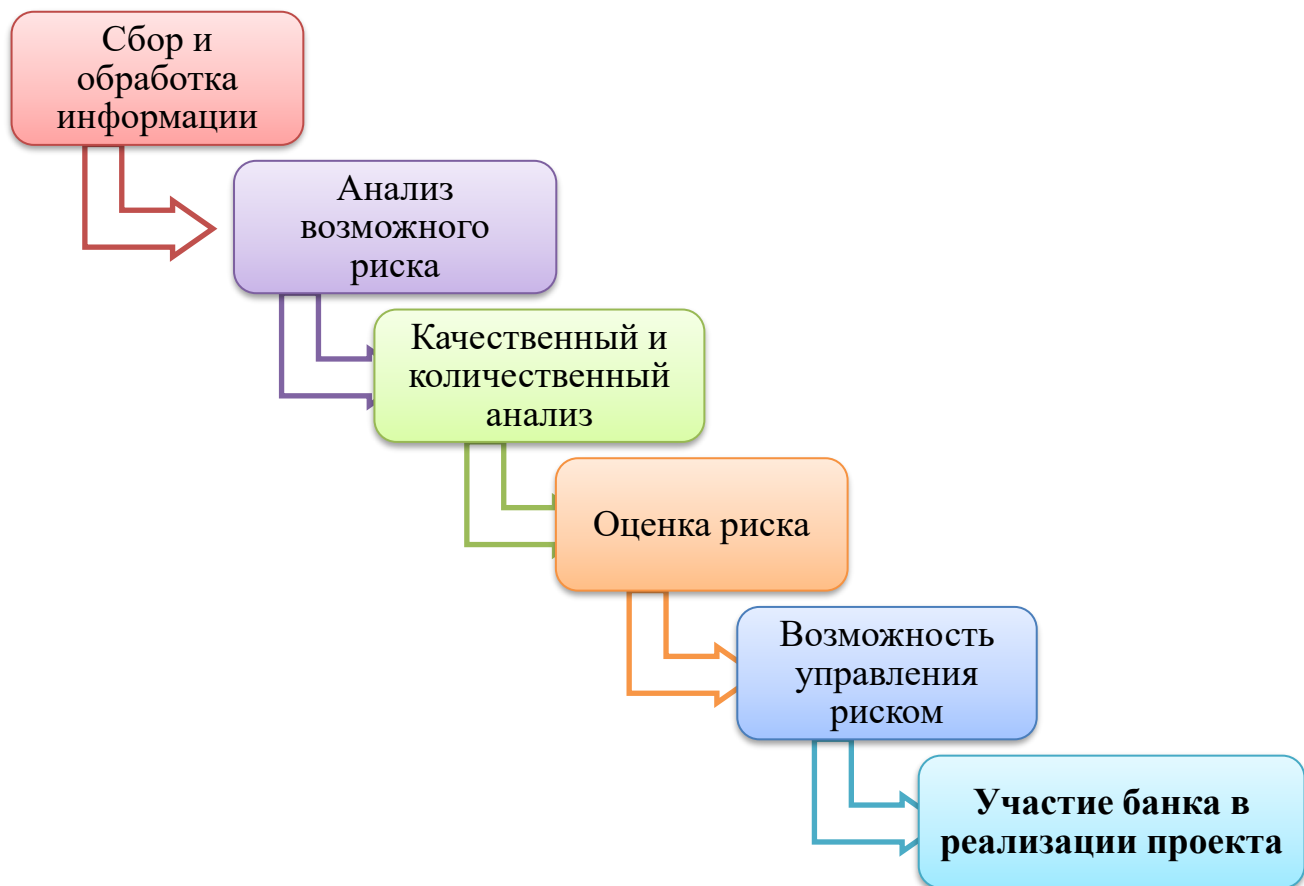 Сбор и
обработка
информации
Анализ
возможного
риска
Качественный и
количественный
анализ
Оценка риска
Возможность
управления
риском
Участие банка в
реализации проекта